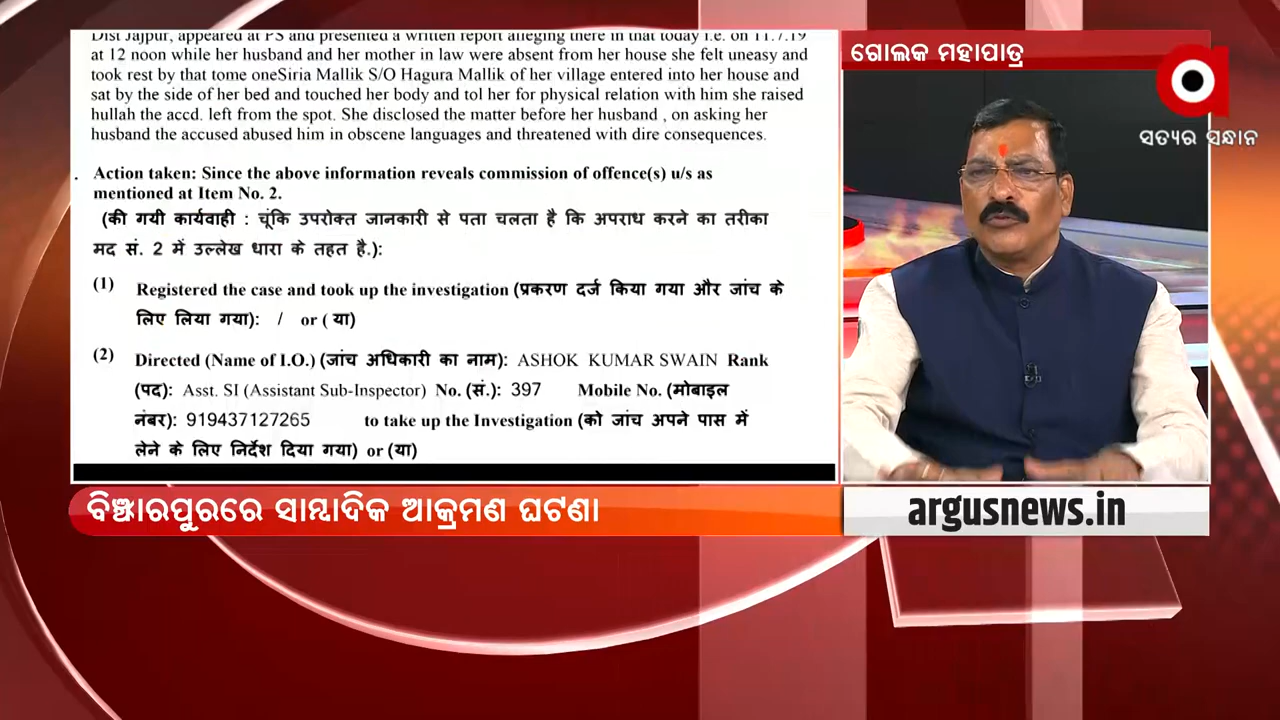 Dist Jajpur, appeared at PS and presented a written report alleging there in that today i.e. on 11.7.19
at 12 noon while her husband and her mother in law were absent from her house she felt uneasy and
took rest by that tome oneSiria Mallik S/O Hagura Mallik of her village entered into her house and
sat by the side of her bed and touched her body and tol her for physical relation with him she raised
hullah the accd. left from the spot. She disclosed the matter before her husband , on asking her
husband the accused abused him in obscene languages and threatened with dire consequences.
. Action taken: Since the above information reveals commission of offence(s) u/s as
mentioned at Item No. 2.
(की गयी कार्यवाही : चूंकि उपरोक्त जानकारी से पता चलता है कि अपराध करने का तरीका
मद सं. 2 में उल्लेख धारा के तहत है.):
(1) Registered the case and took up the investigation (प्रकरण दर्ज किया गया और जांच के
लिए लिया गया): / or ( या)
(2) Directed (Name of I.O.) (जांच अधिकारी का नाम): ASHOK KUMAR SWAIN Rank
(पद): Asst. SI (Assistant Sub-Inspector) No. (सं.): 397 Mobile No. (मोबाइल
नंबर): 919437127265 to take up the Investigation (को जांच अपने पास में
लेने के लिए निर्देश दिया गया) or (या)
ଗୋଲକ ମହାପାତ୍ର
ସତ୍ୟର ସନ୍ଧାନ
ବିଞ୍ଝାରପୁରରେ ସାମ୍ବାଦିକ ଆକ୍ରମଣ ଘଟଣା
argusnews.in